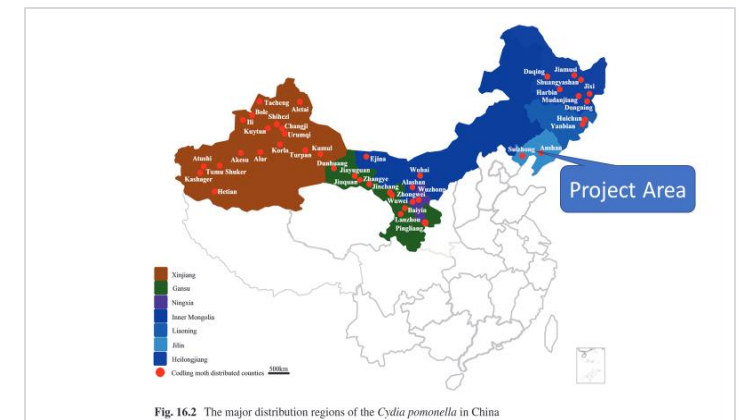 Daqing
Jiamusi
Shuangyashan
Jixi
Harbin
Mudanjiang
Dongning
Huichun
Yanbian
Suizhong
Anshan
Project Area
Tacheng
Aletai
Bole
Shihezi
Ili
Changji
Kuytun
Urumqi
Korla
Kumul
Turpan
Atushi
Akesu
Alar
Tumu Shuker
Kashager
Hetian
Dunhuang
Ejina
Jiayuguan
Jiuquan
Zhangye
Jinchang
Wuhai
Alashan
Wuzhong
Zhongwei
Wuwei
Baiyin
Lanzhou
Pingliang
Xinjiang
Gansu
Ningxia
Inner Mongolia
Liaoning
Jilin
Heilongjiang
Codling moth distributed counties
500km
Fig. 16.2 The major distribution regions of the Cydia pomonella in China